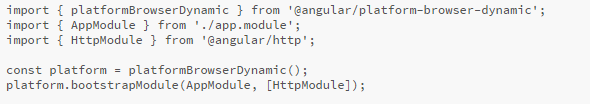 import { platformBrowserDynamic } from '@angular/platform-browser-dynamic';
import { AppModule } from './app.module';
import { HttpModule } from '@angular/http';
const platform = platformBrowserDynamic();
platform.bootstrapModule(AppModule, [HttpModule]);